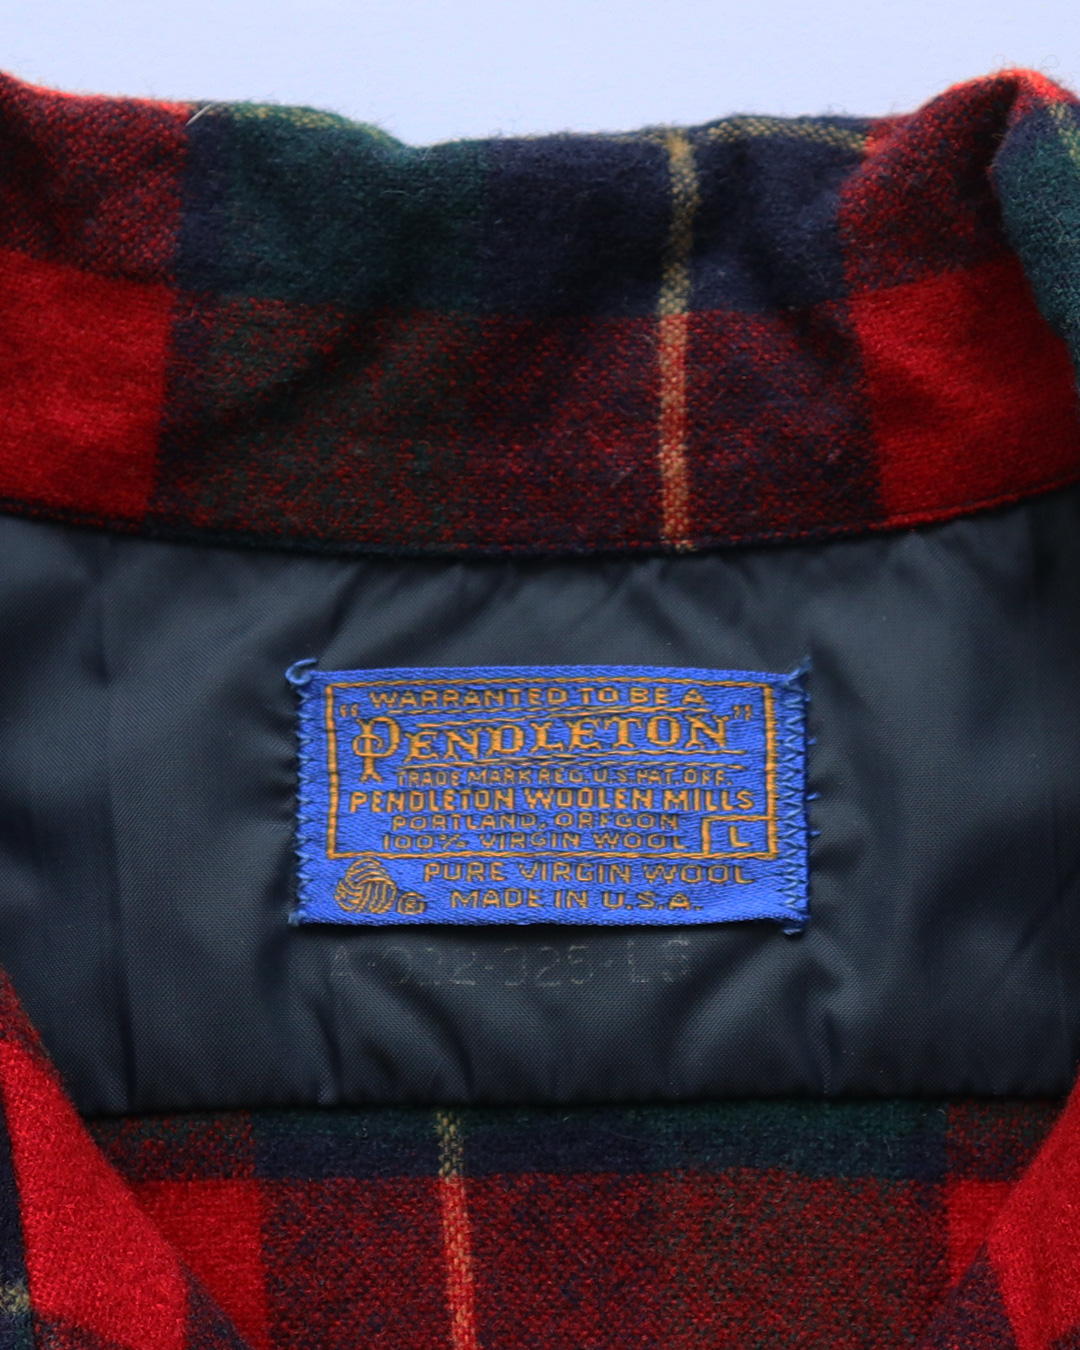 WARRANTED TO BE A
"PENDLETON"
TRADE MARK REG. U.S. PAT. OFF.
PENDLETON WOOLEN MILLS
PORTLAND, OREGON
100% VIRGIN WOOL
L
PURE VIRGIN WOOL
® MADE IN U.S.A.